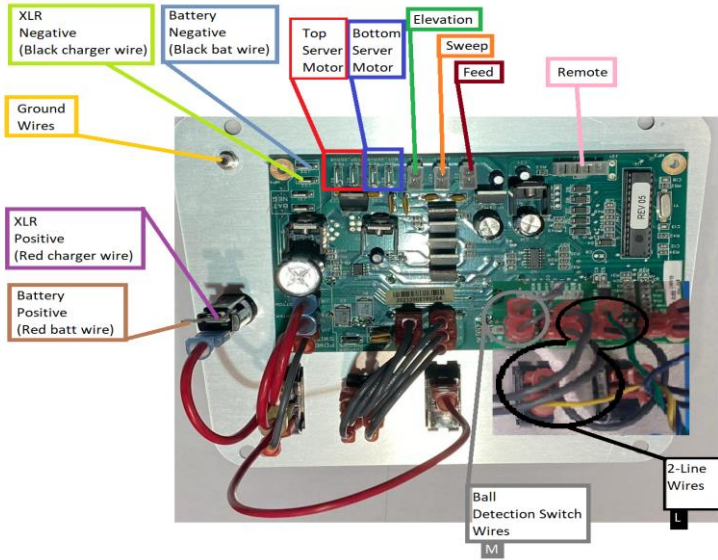 XLR
Negative
(Black charger wire)
Battery
Negative
(Black bat wire)
Top
Server
Motor
Bottom
Server
Motor
Elevation
Sweep
Feed
Remote
Ground
Wires
REV 05
XLR
Positive
(Red charger wire)
Battery
Positive
(Red batt wire)
2-Line
Wires
L
Ball
Detection Switch
Wires
M